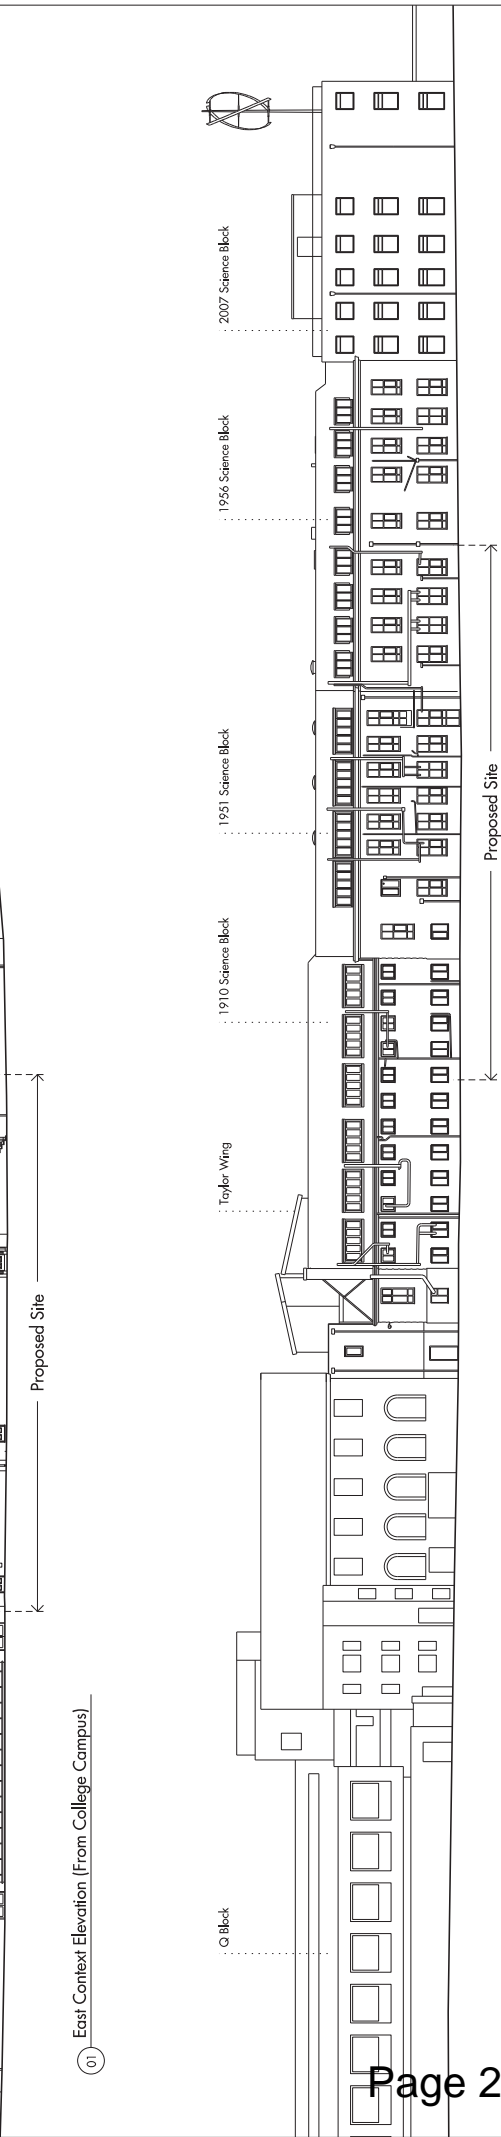 Proposed Site
01 East Context Elevation (From College Campus)
Q Block
Taylor Wing
1910 Science Block
1951 Science Block
1956 Science Block
2007 Science Block
Proposed Site
Page 2